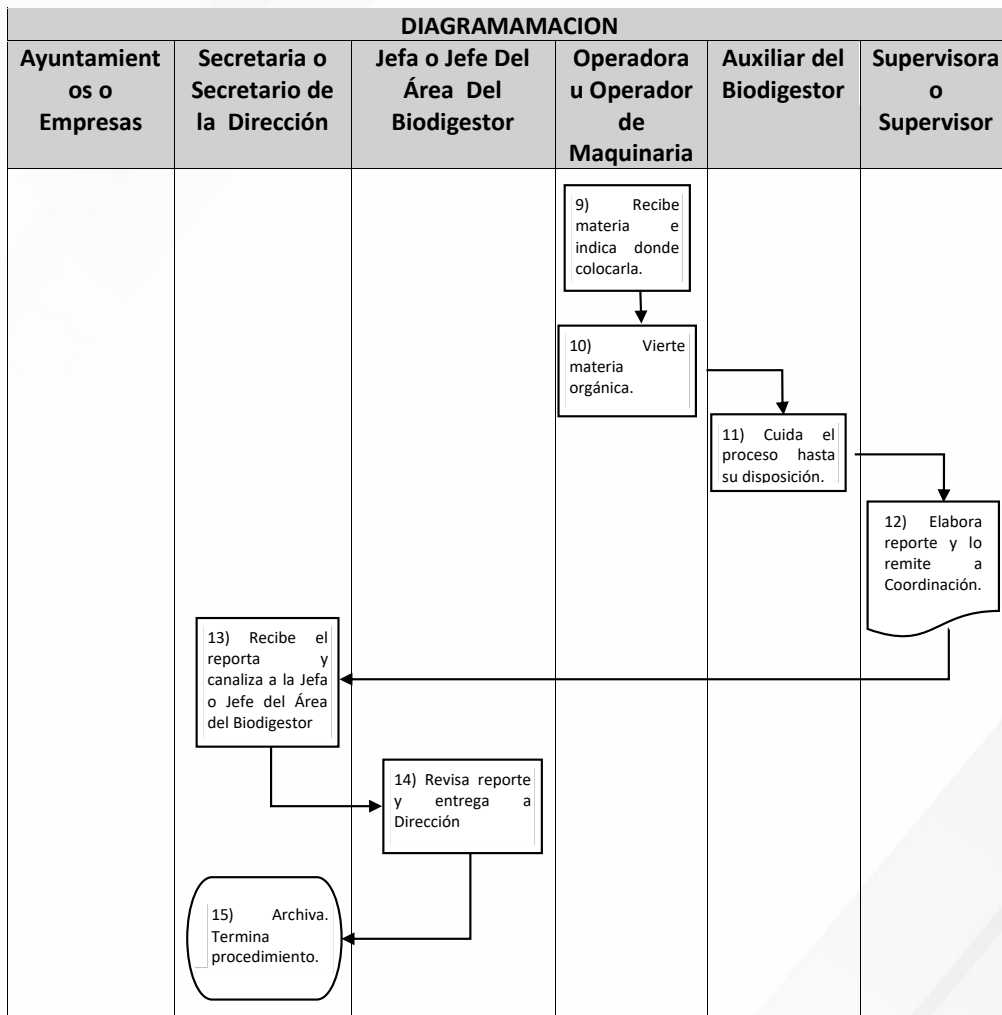 DIAGRAMAMACION
Ayuntamient
os o
Empresas
Secretaria o
Secretario de
la Dirección
Jefa o Jefe Del
Área Del
Biodigestor
Operadora
u Operador
de
Maquinaria
Auxiliar del
Biodigestor
Supervisora
o
Supervisor
9) Recibe
materia e
indica donde
colocarla.
10) Vierte
materia
orgánica.
11) Cuida el
proceso hasta
su disposición.
12) Elabora
reporte y lo
remite a
Coordinación.
13) Recibe el
reporta y
canaliza a la Jefa
o Jefe del Área
del Biodigestor
14) Revisa reporte
y entrega a
Dirección
15) Archiva.
Termina
procedimiento.